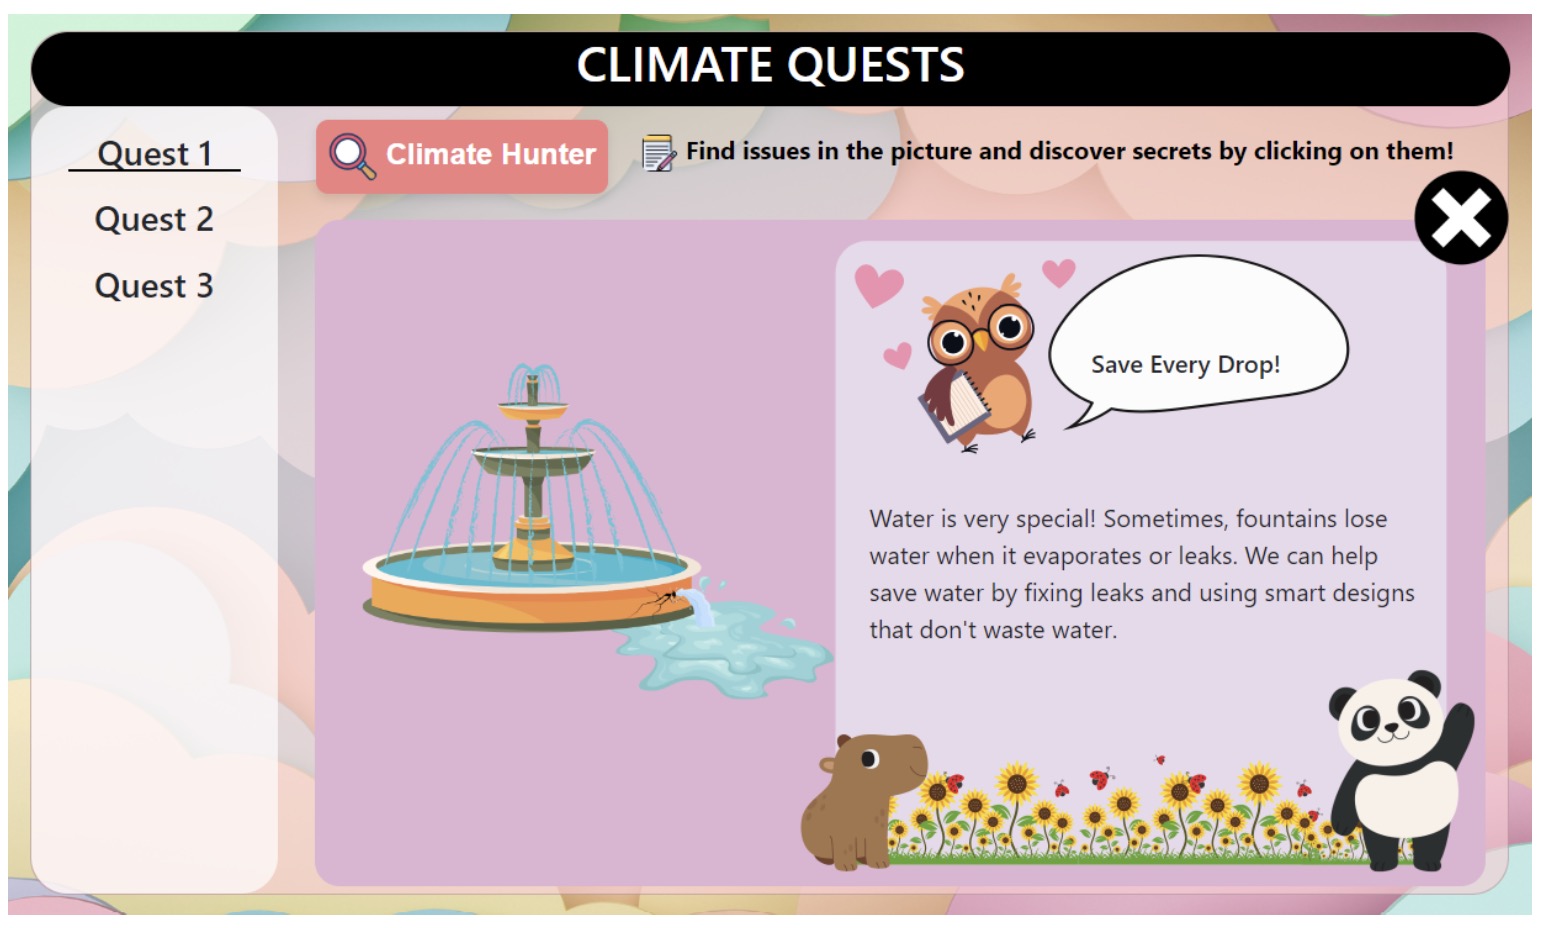 CLIMATE QUESTS
Quest 1
Quest 2
Quest 3
Climate Hunter
Find issues in the picture and discover secrets by clicking on them!
Save Every Drop!
Water is very special! Sometimes, fountains lose
water when it evaporates or leaks. We can help
save water by fixing leaks and using smart designs
that don't waste water.